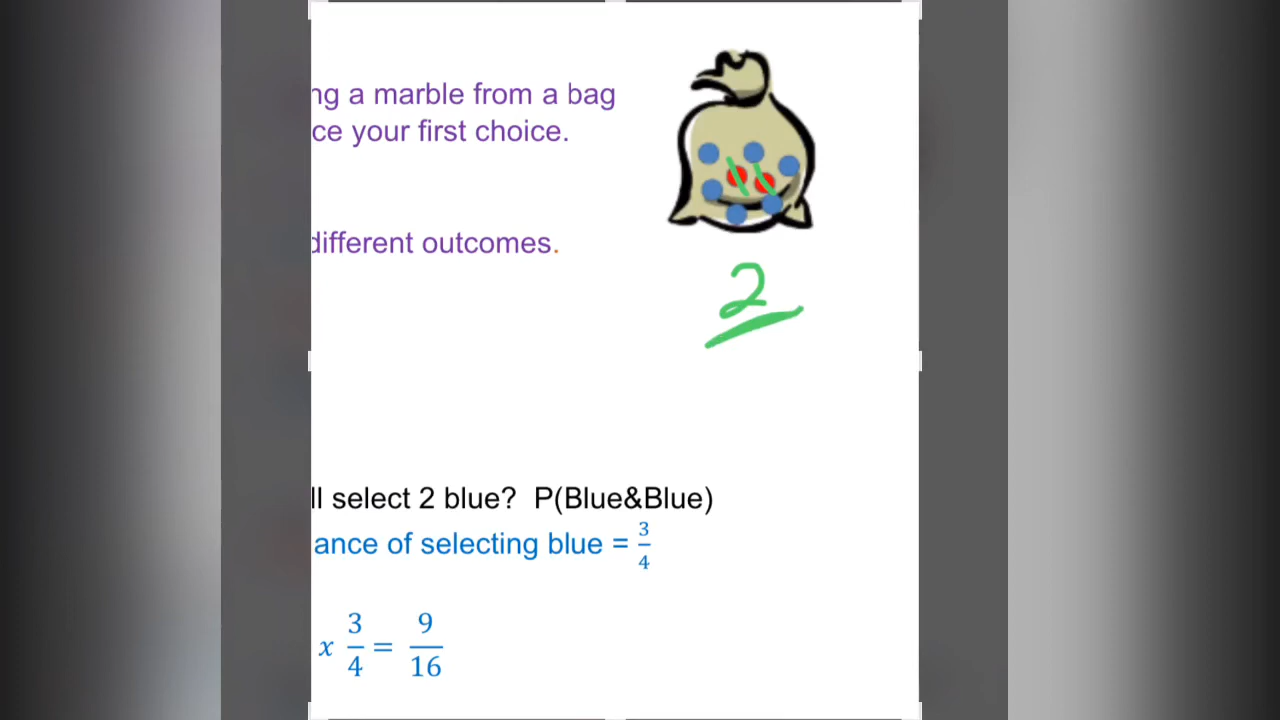 ng a marble from a bag
ce your first choice.
different outcomes.
2
ll select 2 blue? P(Blue&Blue)
ance of selecting blue = 3/4
x 3/4 = 9/16